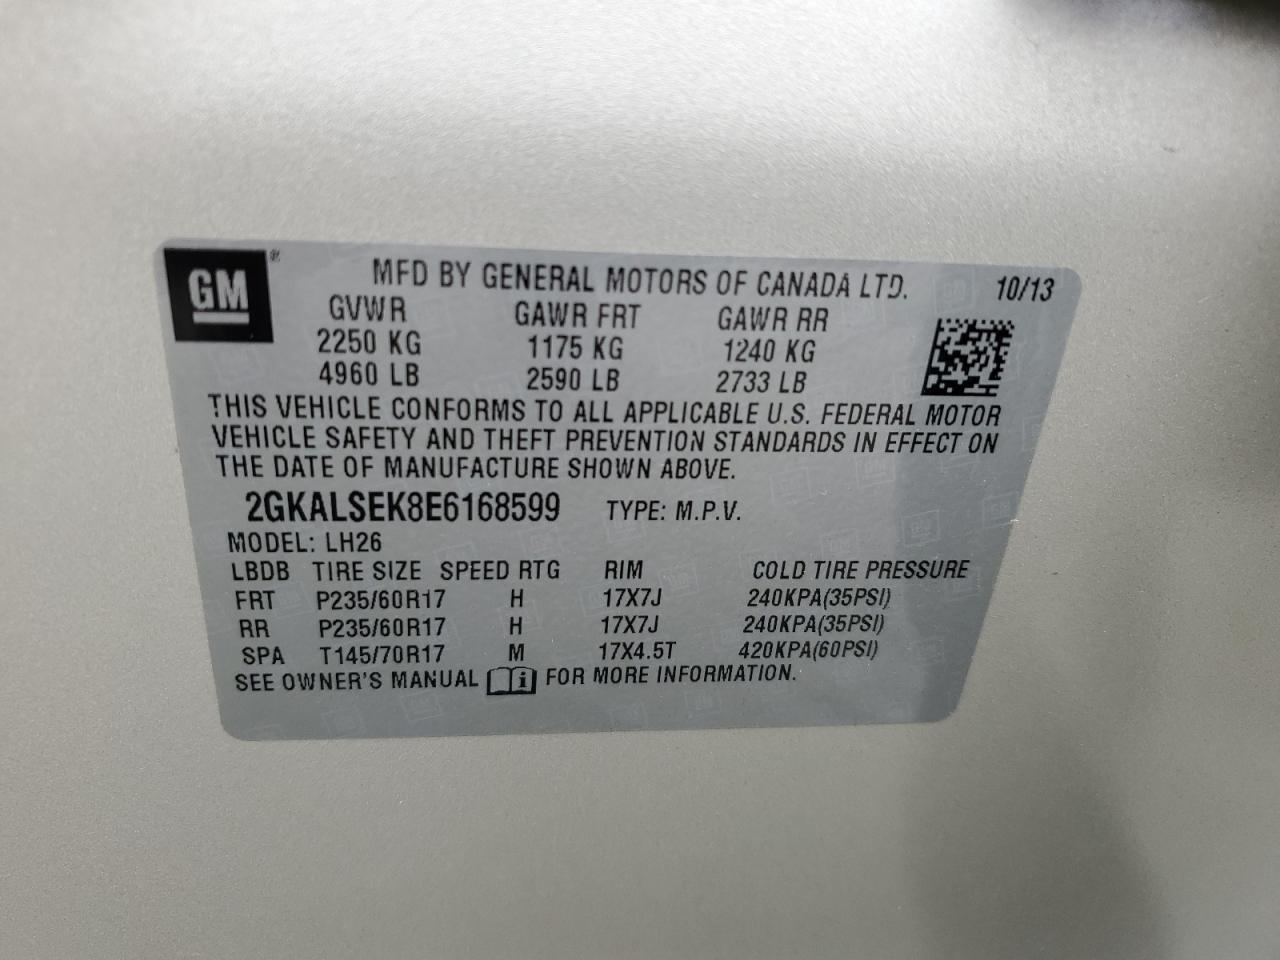 GM®
MFD BY GENERAL MOTORS OF CANADA LTD. 10/13
GVWR GAWR FRT GAWR RR
2250 KG 1175 KG 1240 KG
4960 LB 2590 LB 2733 LB
THIS VEHICLE CONFORMS TO ALL APPLICABLE U.S. FEDERAL MOTOR
VEHICLE SAFETY AND THEFT PREVENTION STANDARDS IN EFFECT ON
THE DATE OF MANUFACTURE SHOWN ABOVE.
2GKALSEK8E6168599 TYPE: M.P.V.
MODEL: LH26
LBDB TIRE SIZE SPEED RTG RIM COLD TIRE PRESSURE
FRT P235/60R17 H 17X7J 240KPA(35PSI)
RR P235/60R17 H 17X7J 240KPA(35PSI)
SPA T145/70R17 M 17X4.5T 420KPA(60PSI)
SEE OWNER'S MANUAL i FOR MORE INFORMATION.